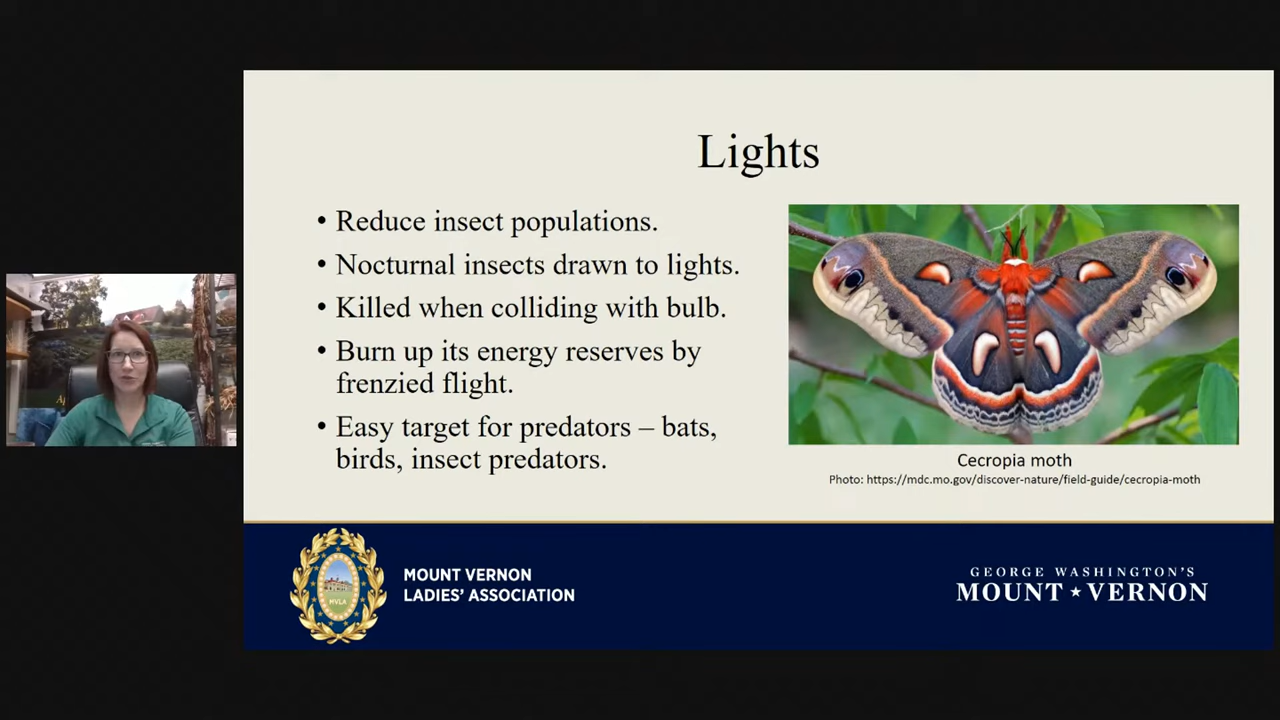 Lights
• Reduce insect populations.
• Nocturnal insects drawn to lights.
• Killed when colliding with bulb.
• Burn up its energy reserves by
frenzied flight.
• Easy target for predators – bats,
birds, insect predators.
Cecropia moth
Photo: https://mdc.mo.gov/discover-nature/field-guide/cecropia-moth
MVLA
MOUNT VERNON
LADIES’ ASSOCIATION
GEORGE WASHINGTON’S
MOUNT★VERNON